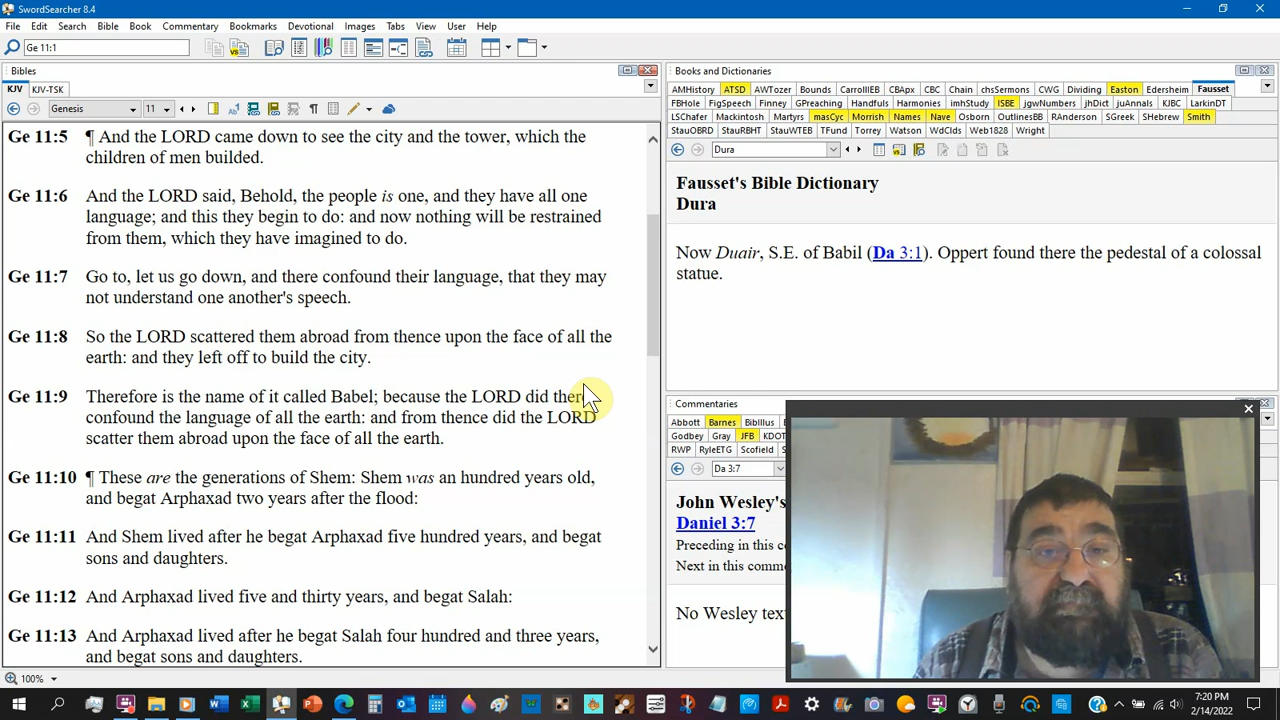 SwordSearcher 8.4
File Edit Search Bible Book Commentary Bookmarks Devotional Images Tabs View User Help
Ge 11:1
Bibles
KJV KJV-TSK
Genesis 11
Ge 11:5 ¶ And the LORD came down to see the city and the tower, which the
children of men builded.
Ge 11:6 And the LORD said, Behold, the people is one, and they have all one
language; and this they begin to do: and now nothing will be restrained
from them, which they have imagined to do.
Ge 11:7 Go to, let us go down, and there confound their language, that they may
not understand one another's speech.
Ge 11:8 So the LORD scattered them abroad from thence upon the face of all the
earth: and they left off to build the city.
Ge 11:9 Therefore is the name of it called Babel; because the LORD did there
confound the language of all the earth: and from thence did the LORD
scatter them abroad upon the face of all the earth.
Ge 11:10 ¶ These are the generations of Shem: Shem was an hundred years old,
and begat Arphaxad two years after the flood:
Ge 11:11 And Shem lived after he begat Arphaxad five hundred years, and begat
sons and daughters.
Ge 11:12 And Arphaxad lived five and thirty years, and begat Salah:
Ge 11:13 And Arphaxad lived after he begat Salah four hundred and three years,
and begat sons and daughters.
100%
Books and Dictionaries
AMHistory ATSD AWTozer Bounds CarrollIEB CBApx CBC Chain chsSermons CWG Dividing Easton Edersheim Fausset
FBHole FigSpeech Finney GPreaching Handfuls Harmonies imhStudy ISBE jgwNumbers jhDict juAnnals KJBC LarkinDT
LSChafer Mackintosh Martyrs masCyc Morrish Names Nave Osborn OutlinesBB RAnderson SGreek SHebrew Smith
StauOBRD StauRBHT StauWTEB TFund Torrey Watson WdClds Web1828 Wright
Dura
Fausset's Bible Dictionary
Dura
Now Duair, S.E. of Babil (Da 3:1). Oppert found there the pedestal of a colossal
statue.
Commentaries
Abbott Barnes BibIllus
Godbey Gray JFB KDOT
RWP RyleETG Scofield
Da 3:7
John Wesley's
Daniel 3:7
Preceding in this
Next in this comm
No Wesley text
7:20 PM
2/14/2022